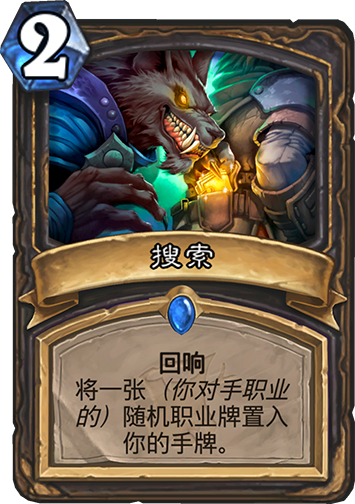 2
搜索
回响
将一张（你对手职业
的）随机职业牌置入
你的手牌。